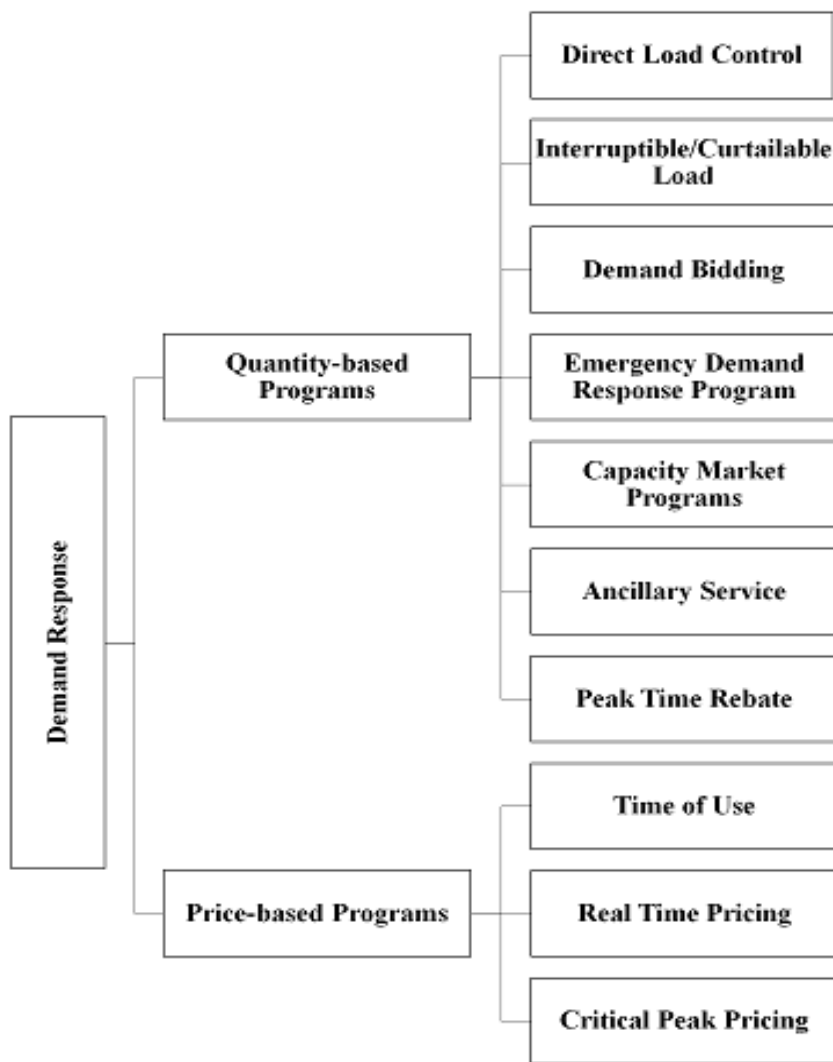 Direct Load Control
Interruptible/Curtailable
Load
Demand Bidding
Quantity-based
Programs
Emergency Demand
Response Program
Capacity Market
Programs
Demand Response
Ancillary Service
Peak Time Rebate
Time of Use
Price-based Programs
Real Time Pricing
Critical Peak Pricing